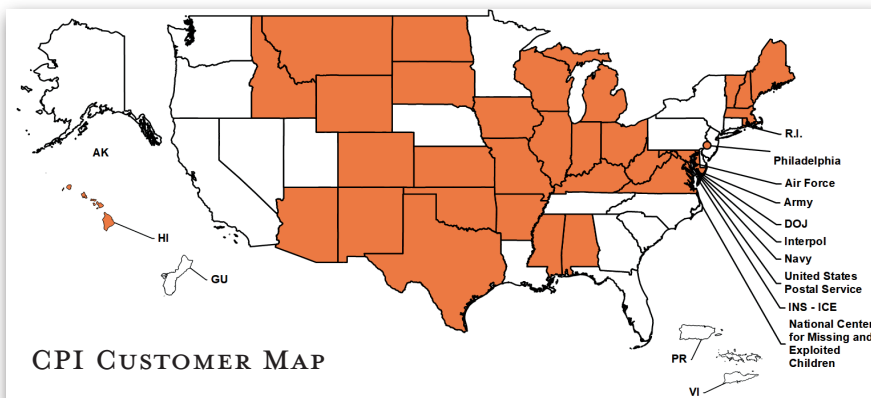 AK
HI
GU
R.I.
Philadelphia
Air Force
Army
DOJ
Interpol
Navy
United States
Postal Service
INS - ICE
National Center
for Missing and
Exploited
Children
PR
VI
CPI CUSTOMER MAP